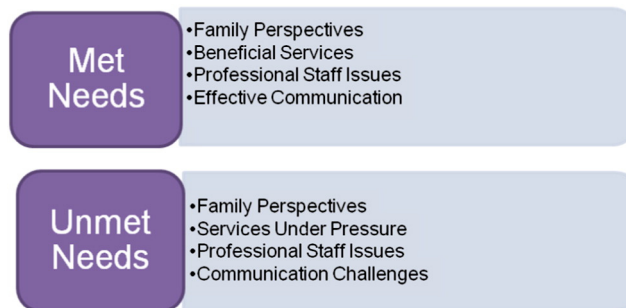 Met
Needs
•Family Perspectives
•Beneficial Services
•Professional Staff Issues
•Effective Communication
Unmet
Needs
•Family Perspectives
•Services Under Pressure
•Professional Staff Issues
•Communication Challenges